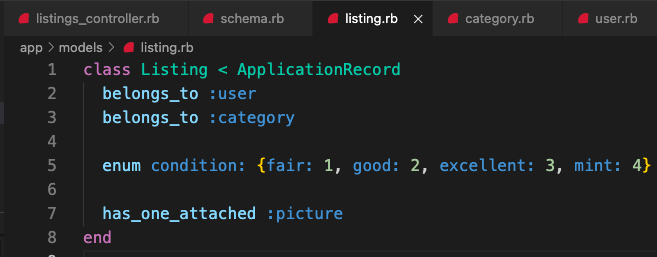 listings_controller.rb schema.rb listing.rb × category.rb user.rb
app > models > listing.rb
1 class Listing < ApplicationRecord
2   belongs_to :user
3   belongs_to :category
4
5   enum condition: {fair: 1, good: 2, excellent: 3, mint: 4}
6
7   has_one_attached :picture
8 end